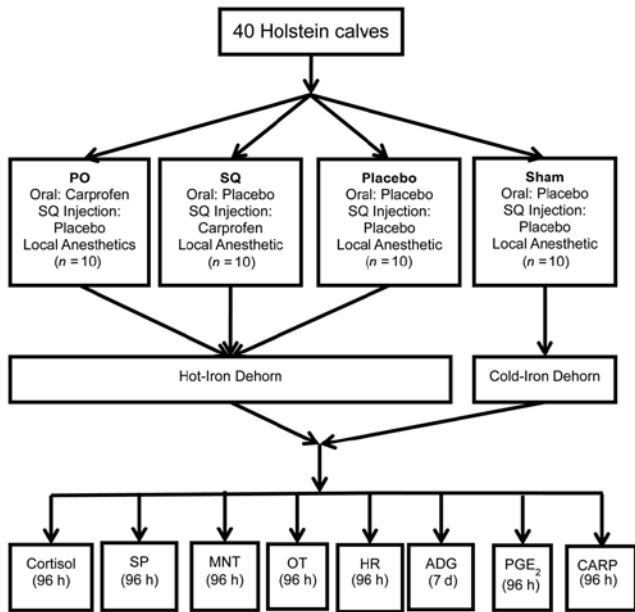 40 Holstein calves
PO
Oral: Carprofen
SQ Injection:
Placebo
Local Anesthetics
(n = 10)
SQ
Oral: Placebo
SQ Injection:
Carprofen
Local Anesthetic
(n = 10)
Placebo
Oral: Placebo
SQ Injection:
Placebo
Local Anesthetic
(n = 10)
Sham
Oral: Placebo
SQ Injection:
Placebo
Local Anesthetic
(n = 10)
Hot-Iron Dehorn
Cold-Iron Dehorn
Cortisol
(96 h)
SP
(96 h)
MNT
(96 h)
OT
(96 h)
HR
(96 h)
ADG
(7 d)
PGE₂
(96 h)
CARP
(96 h)